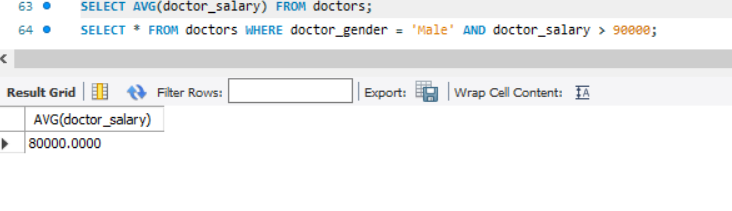 63 SELECT AVG(doctor_salary) FROM doctors;
64 SELECT * FROM doctors WHERE doctor_gender = 'Male' AND doctor_salary > 90000;
Result Grid Filter Rows: Export: Wrap Cell Content:
AVG(doctor_salary)
80000.0000